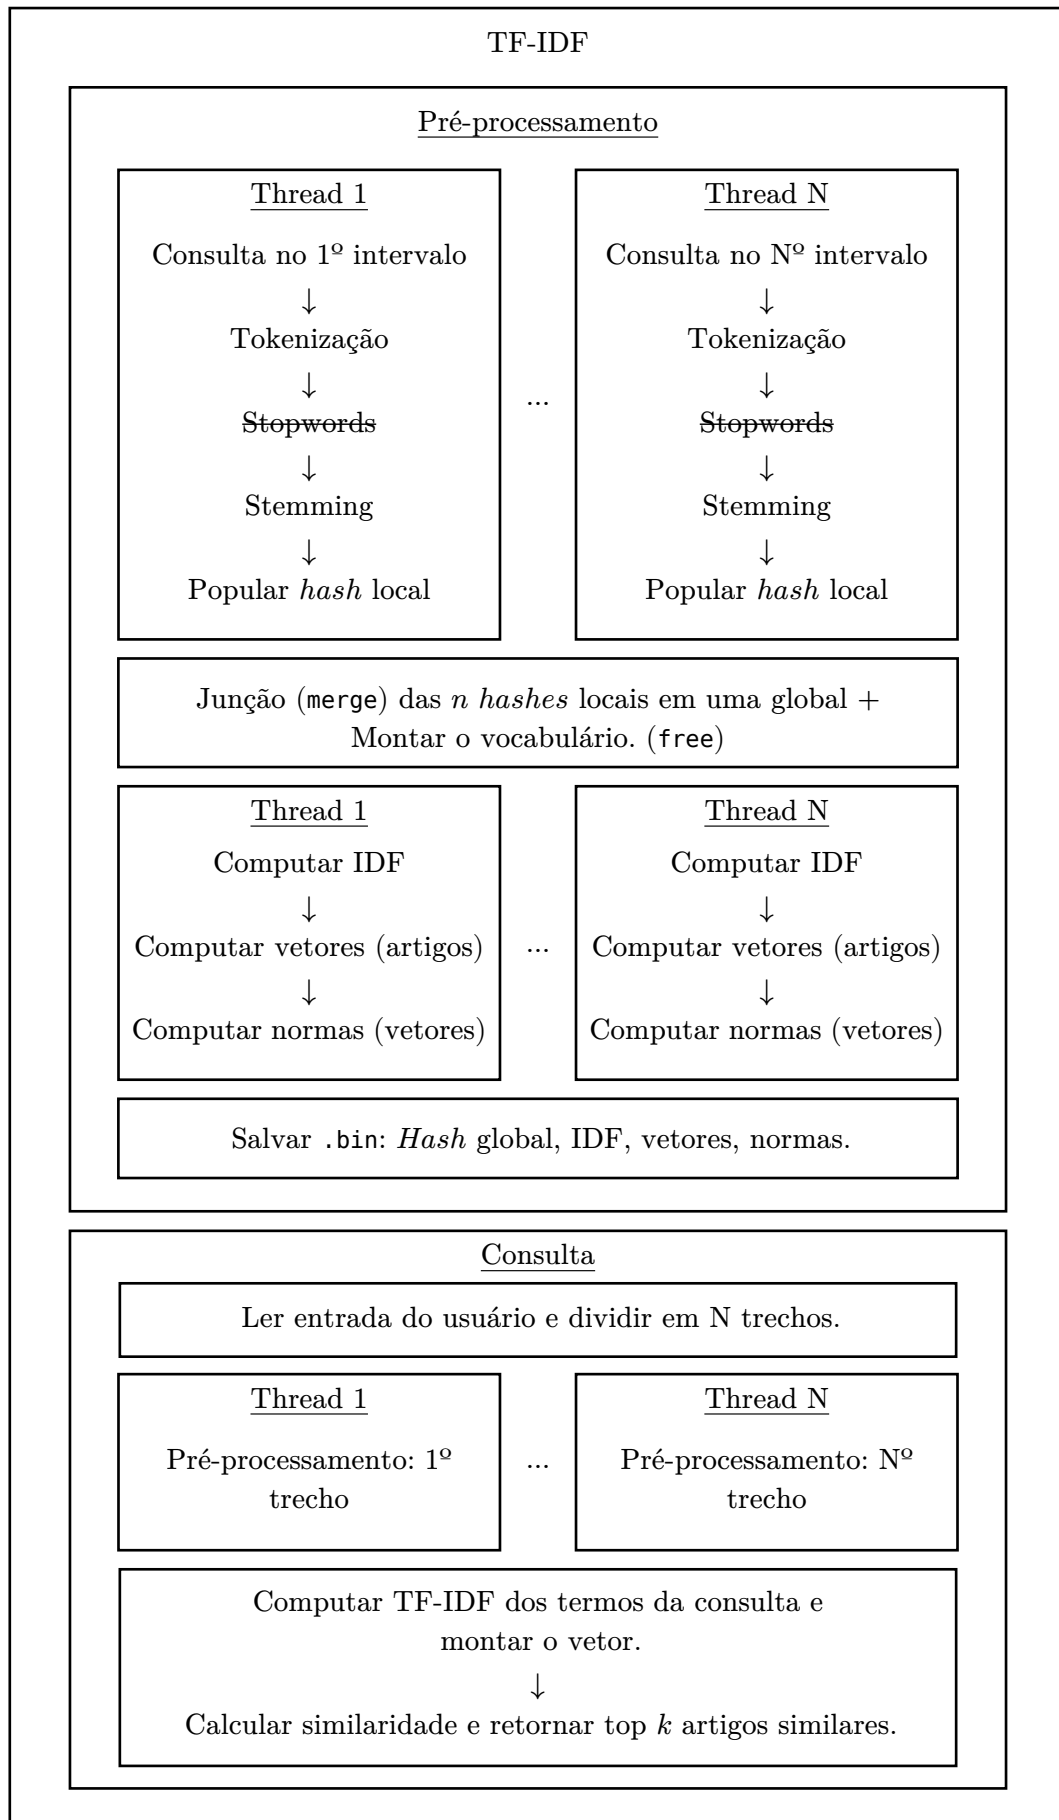 TF-IDF
Pré-processamento
Thread 1
Consulta no 1º intervalo
↓
Tokenização
↓
Stopwords
↓
Stemming
↓
Popular hash local
...
Thread N
Consulta no Nº intervalo
↓
Tokenização
↓
Stopwords
↓
Stemming
↓
Popular hash local
Junção (merge) das n hashes locais em uma global +
Montar o vocabulário. (free)
Thread 1
Computar IDF
↓
Computar vetores (artigos)
↓
Computar normas (vetores)
...
Thread N
Computar IDF
↓
Computar vetores (artigos)
↓
Computar normas (vetores)
Salvar .bin: Hash global, IDF, vetores, normas.
Consulta
Ler entrada do usuário e dividir em N trechos.
Thread 1
Pré-processamento: 1º
trecho
...
Thread N
Pré-processamento: Nº
trecho
Computar TF-IDF dos termos da consulta e
montar o vetor.
↓
Calcular similaridade e retornar top k artigos similares.